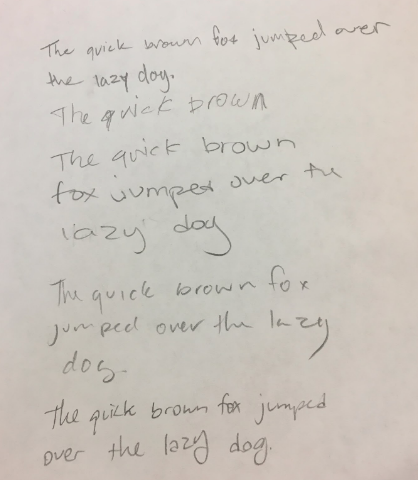 The quick brown fox jumped over
the lazy dog.
The quick brown
The quick brown
fox jumped over the
lazy dog
The quick brown fox
jumped over the lazy
dog.
The quick brown fox jumped
over the lazy dog.